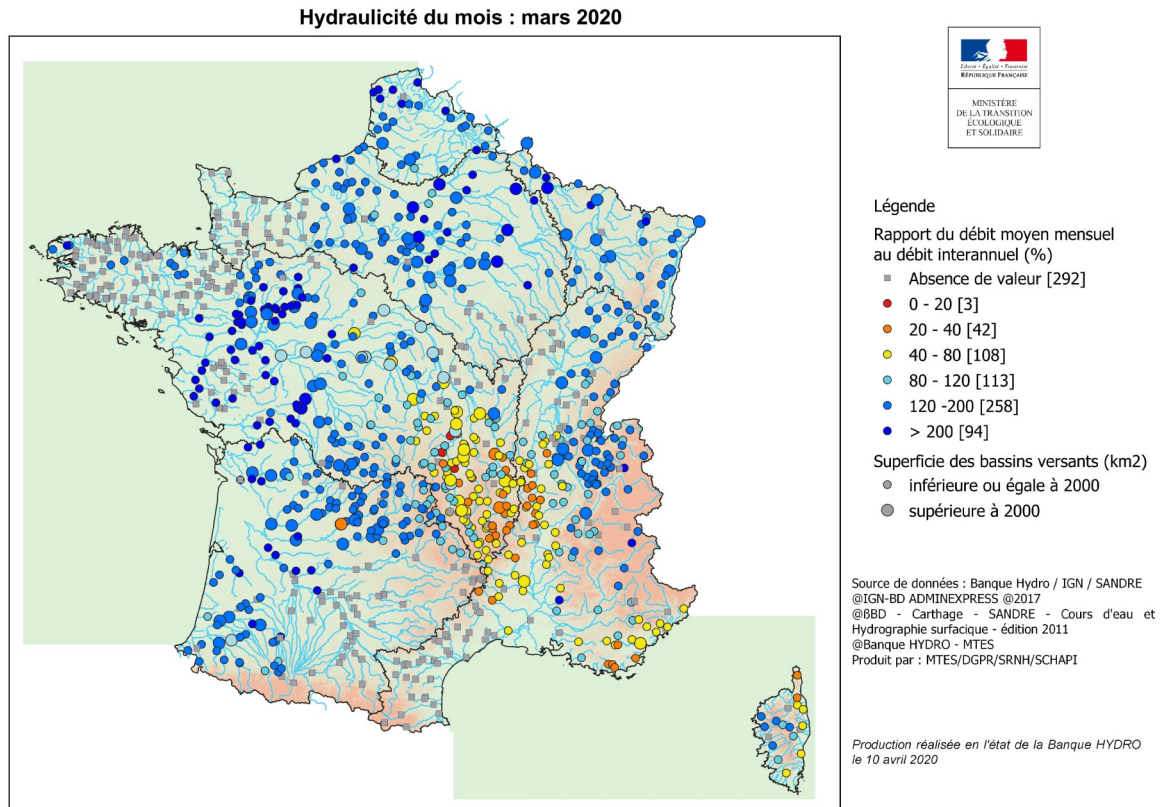 Hydraulicité du mois : mars 2020
Liberté • Égalité • Fraternité
RÉPUBLIQUE FRANÇAISE
MINISTÈRE
DE LA TRANSITION
ÉCOLOGIQUE
ET SOLIDAIRE
Légende
Rapport du débit moyen mensuel
au débit interannuel (%)
Absence de valeur [292]
0 - 20 [3]
20 - 40 [42]
40 - 80 [108]
80 - 120 [113]
120 -200 [258]
> 200 [94]
Superficie des bassins versants (km2)
inférieure ou égale à 2000
supérieure à 2000
Source de données : Banque Hydro / IGN / SANDRE
@IGN-BD ADMINEXPRESS @2017
@ßBD - Carthage - SANDRE - Cours d'eau et
Hydrographie surfacique - édition 2011
@Banque HYDRO - MTES
Produit par : MTES/DGPR/SRNH/SCHAPI
Production réalisée en l'état de la Banque HYDRO
le 10 avril 2020